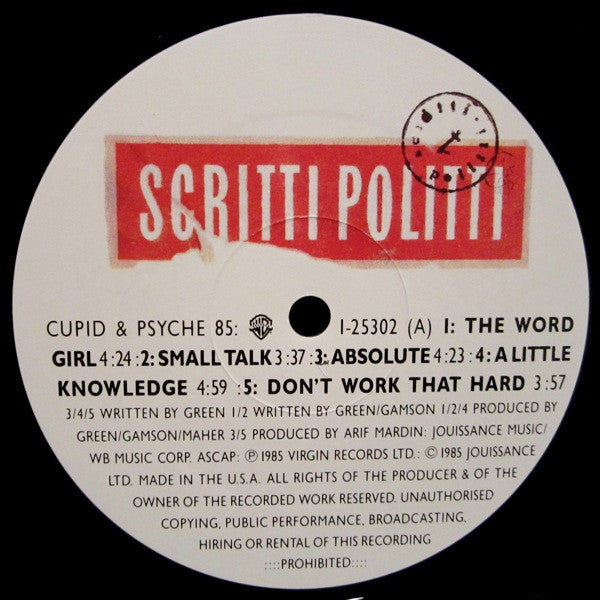 scritti-
politti
SCRITTI POLITTI
CUPID & PSYCHE 85: 1-25302 (A) 1: THE WORD
GIRL 4:24 :2: SMALL TALK 3:37 :3: ABSOLUTE 4:23 :4: A LITTLE
KNOWLEDGE 4:59 :5: DON'T WORK THAT HARD 3:57
3/4/5 WRITTEN BY GREEN 1/2 WRITTEN BY GREEN/GAMSON 1/2/4 PRODUCED BY
GREEN/GAMSON/MAHER 3/5 PRODUCED BY ARIF MARDIN: JOUISSANCE MUSIC/
WB MUSIC CORP. ASCAP: ℗ 1985 VIRGIN RECORDS LTD.: © 1985 JOUISSANCE
LTD. MADE IN THE U.S.A. ALL RIGHTS OF THE PRODUCER & OF THE
OWNER OF THE RECORDED WORK RESERVED. UNAUTHORISED
COPYING, PUBLIC PERFORMANCE, BROADCASTING,
HIRING OR RENTAL OF THIS RECORDING
::::PROHIBITED::::